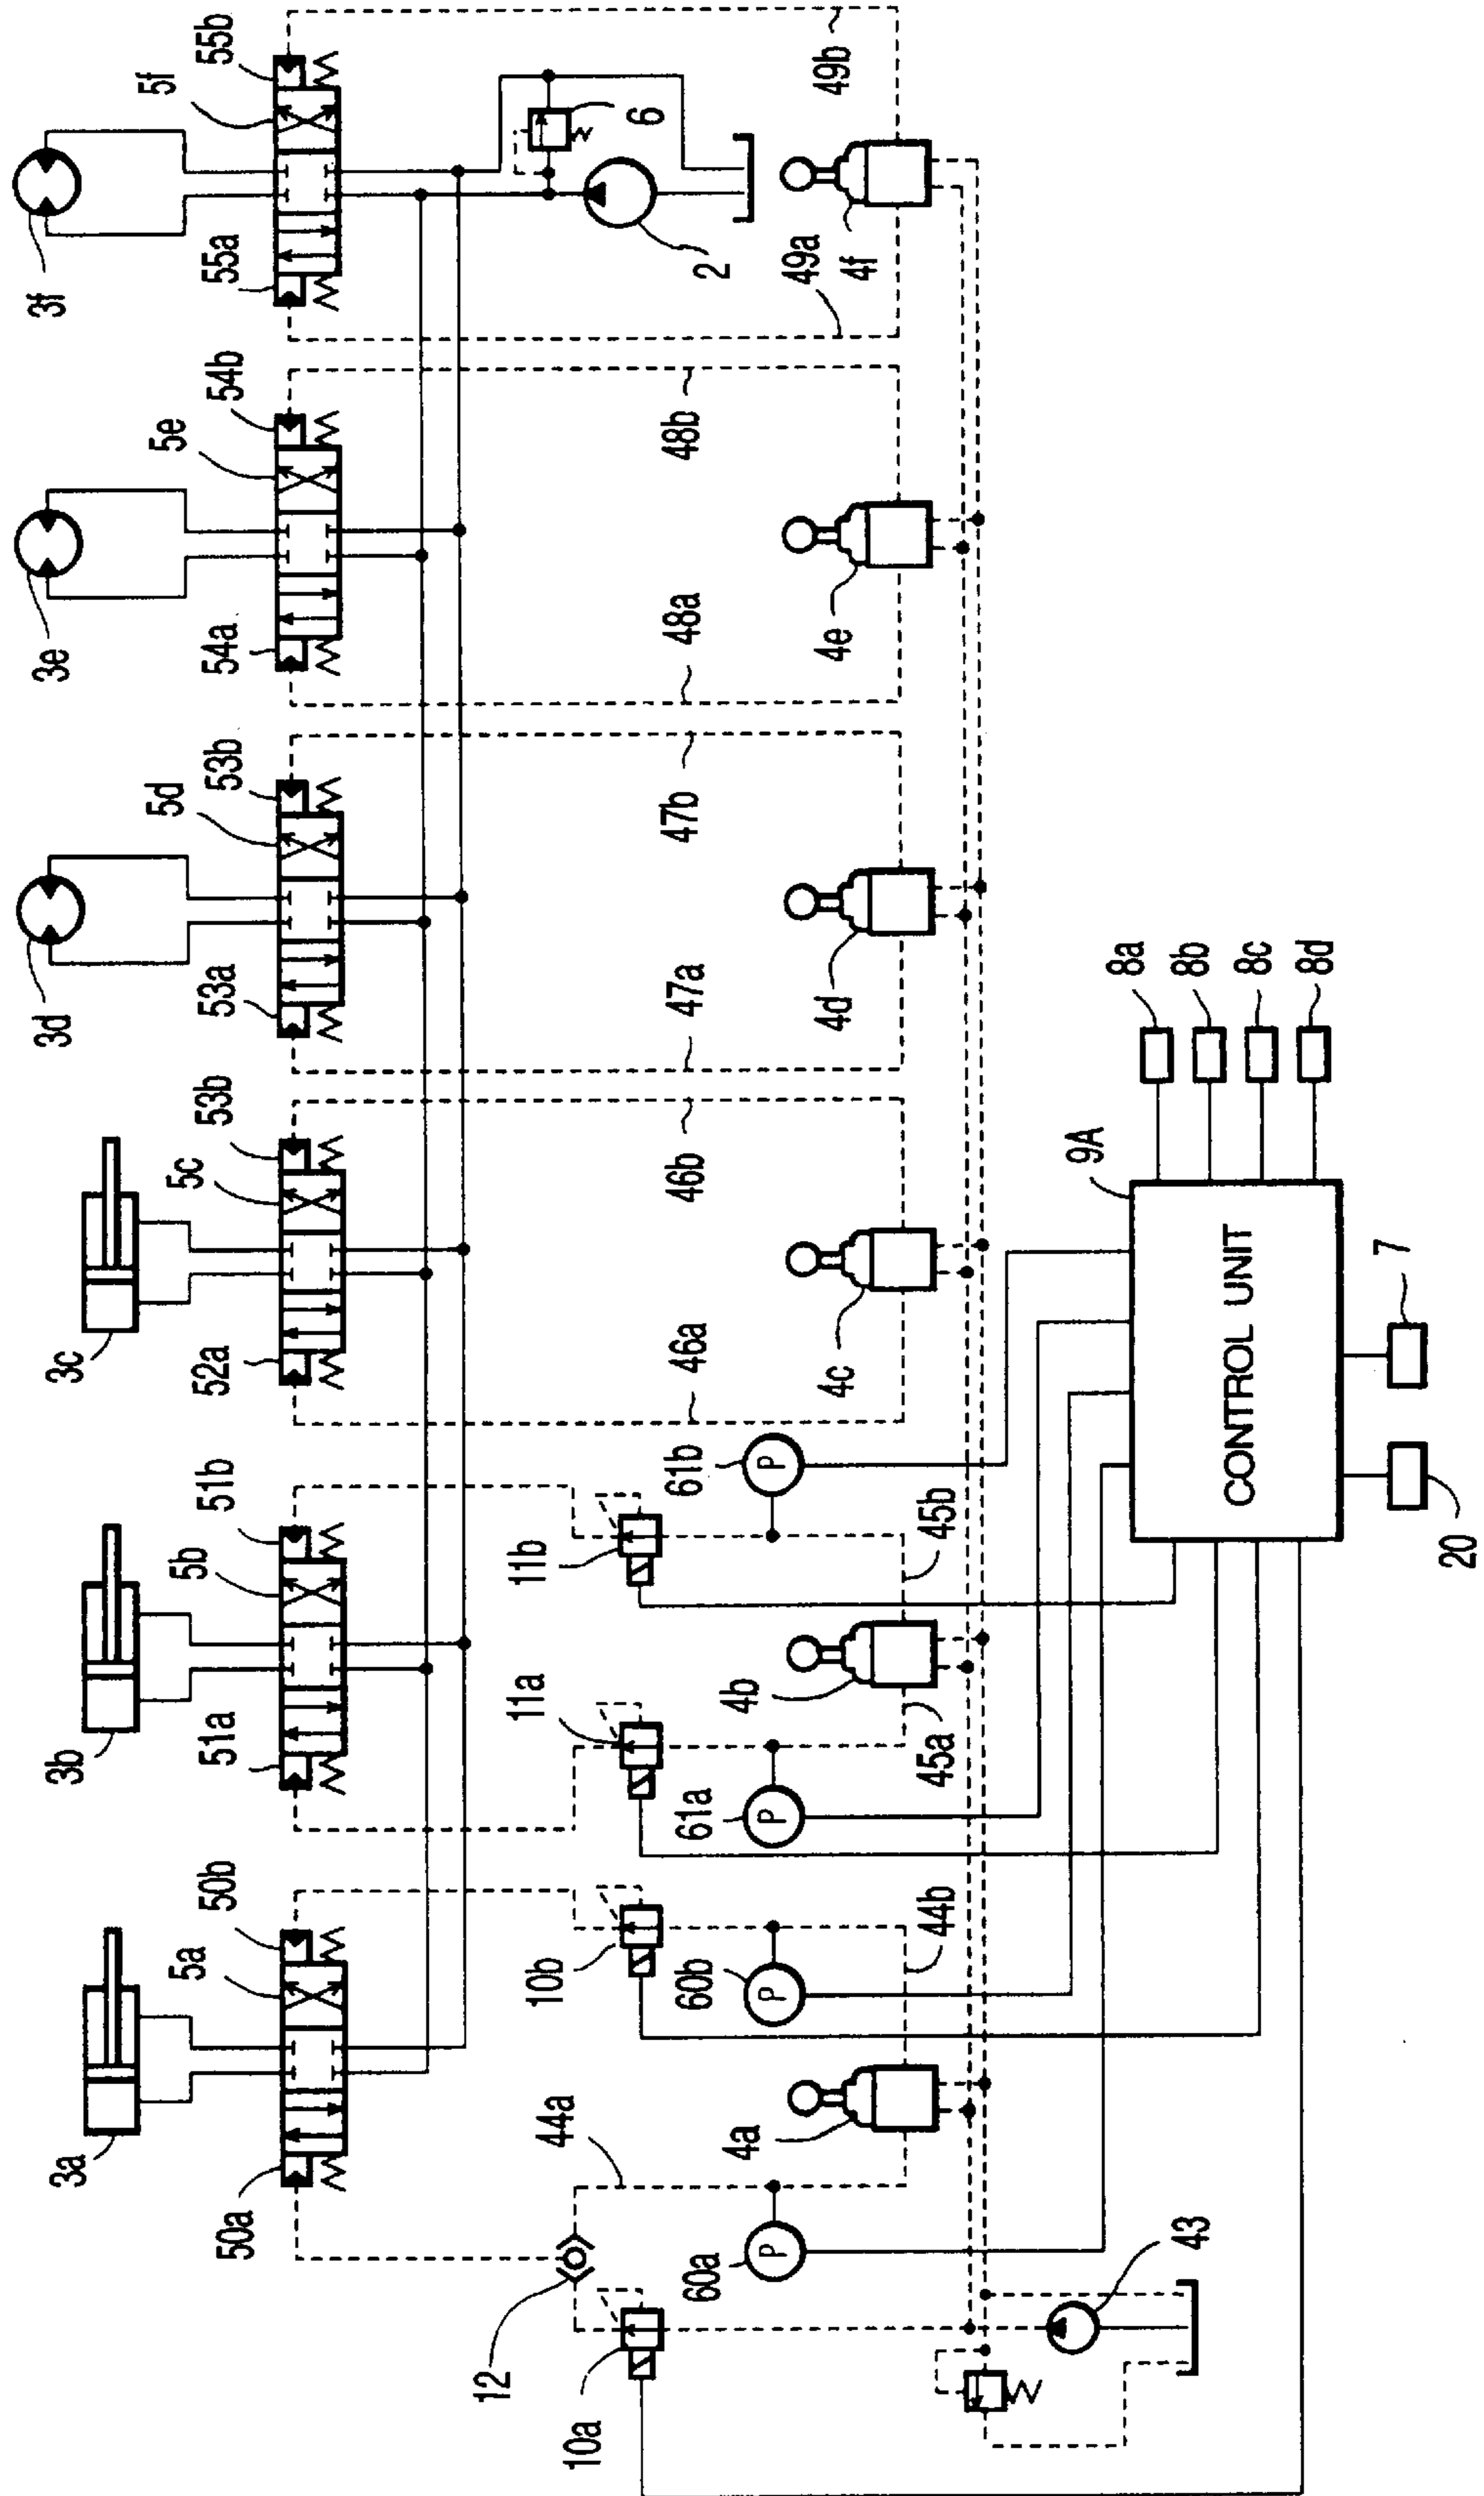 3a
3b
3c
3d
3e
3f
50a
5a
50b
51a
5b
51b
52a
5c
53b
53a
5d
53b
54a
5e
54b
55a
5f
55b
6
2
12
44a
10a
10b
11a
11b
46a
46b
47a
47b
48a
48b
49a
49b
60a
P
60b
P
61a
P
61b
P
4a
4b
4c
4d
4e
4f
44b
45a
45b
43
9A
CONTROL UNIT
8a
8b
8c
8d
20
7